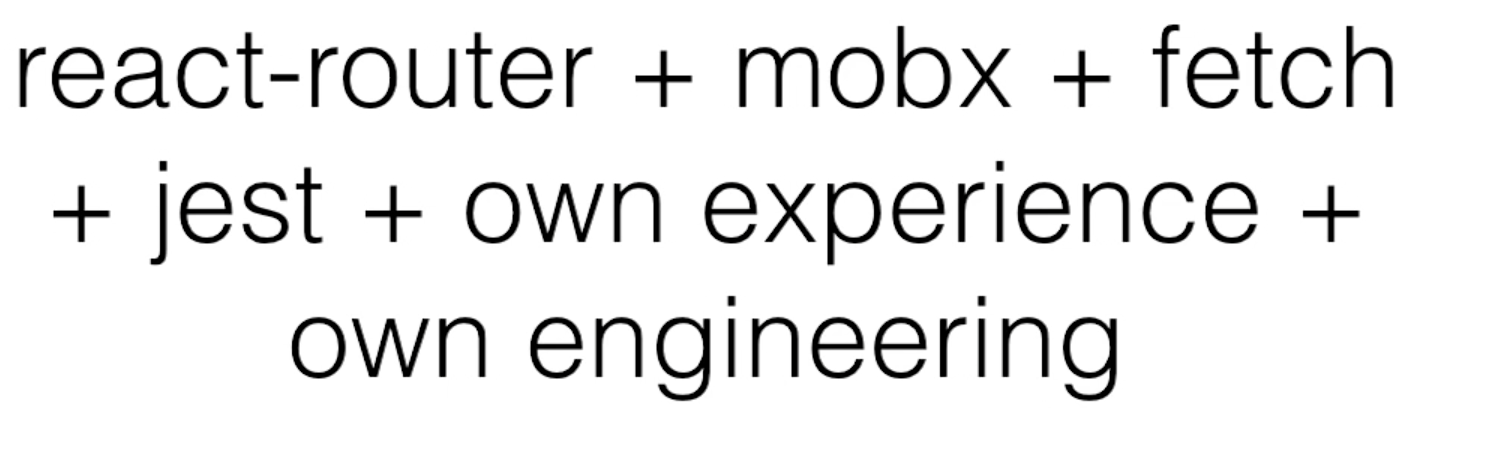 react-router + mobx + fetch
+ jest + own experience +
own engineering